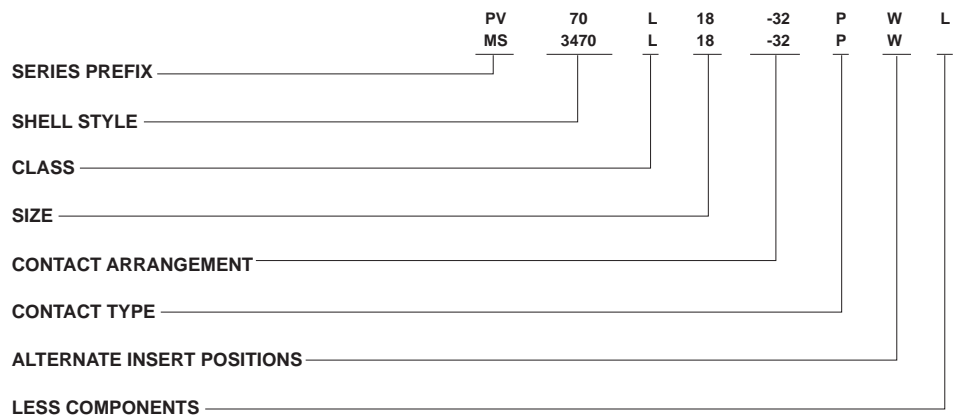 PV 70 L 18 -32 P W L
MS 3470 L 18 -32 P W
SERIES PREFIX
SHELL STYLE
CLASS
SIZE
CONTACT ARRANGEMENT
CONTACT TYPE
ALTERNATE INSERT POSITIONS
LESS COMPONENTS